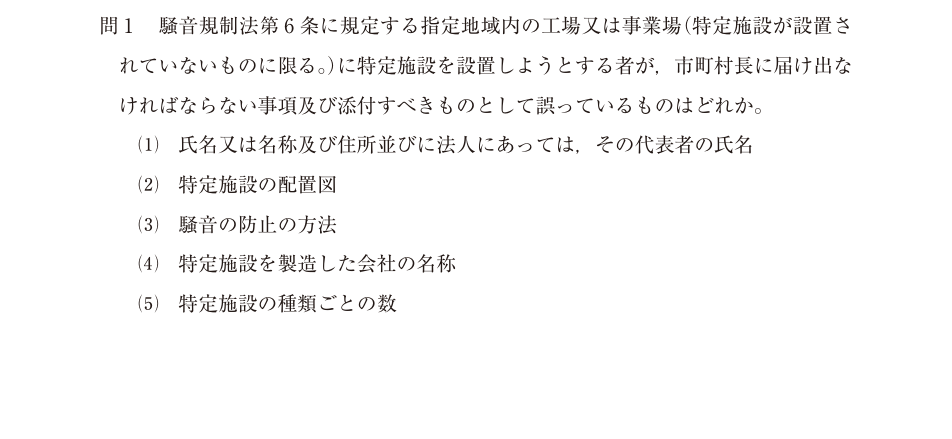 問1　騒音規制法第6条に規定する指定地域内の工場又は事業場(特定施設が設置さ
れていないものに限る。)に特定施設を設置しようとする者が，市町村長に届け出な
ければならない事項及び添付すべきものとして誤っているものはどれか。
(1)　氏名又は名称及び住所並びに法人にあっては，その代表者の氏名
(2)　特定施設の配置図
(3)　騒音の防止の方法
(4)　特定施設を製造した会社の名称
(5)　特定施設の種類ごとの数